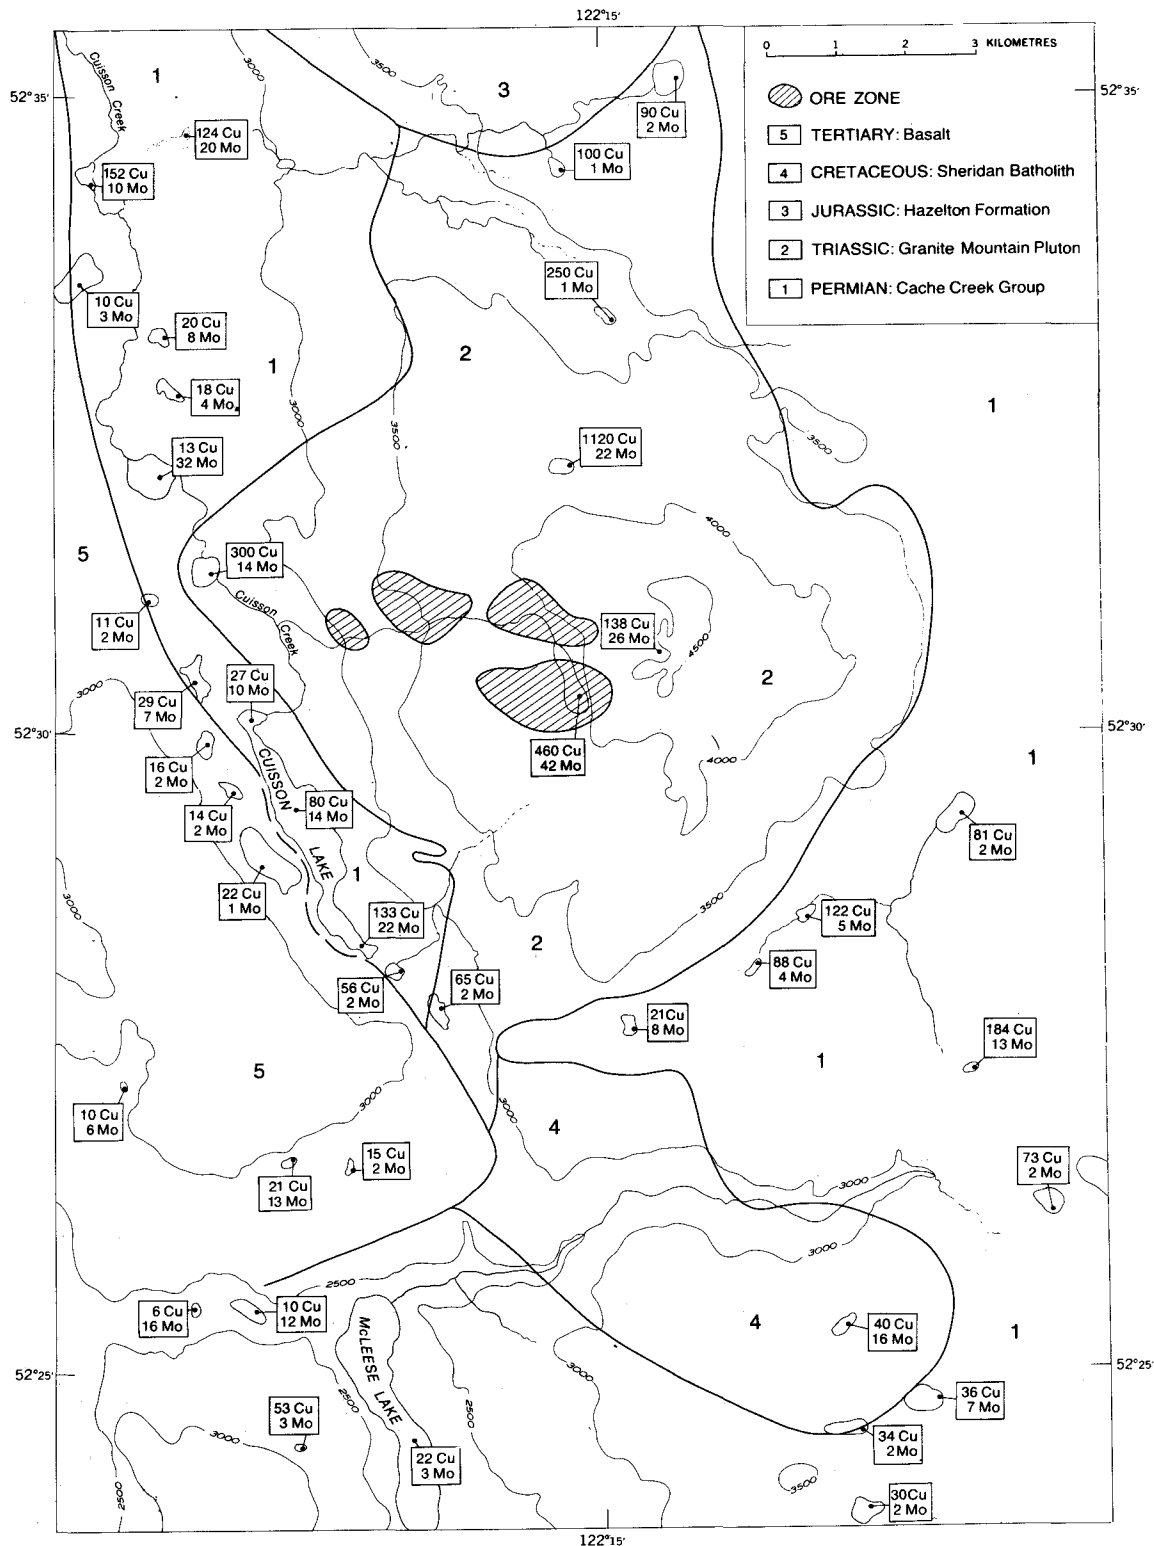 122°15'
0 1 2 3 KILOMETRES
ORE ZONE
5 TERTIARY: Basalt
4 CRETACEOUS: Sheridan Batholith
3 JURASSIC: Hazelton Formation
2 TRIASSIC: Granite Mountain Pluton
1 PERMIAN: Cache Creek Group
52°35'
52°35'
Cuisson Creek
1
3000
3500
3
90 Cu
2 Mo
124 Cu
20 Mo
100 Cu
1 Mo
152 Cu
10 Mo
250 Cu
1 Mo
10 Cu
3 Mo
20 Cu
8 Mo
1
2
18 Cu
4 Mo
3000
3500
1
3500
13 Cu
32 Mo
1120 Cu
22 Mo
4000
5
300 Cu
14 Mo
Cuisson
Creek
11 Cu
2 Mo
138 Cu
26 Mo
4500
2
3000
27 Cu
10 Mo
29 Cu
7 Mo
52°30'
52°30'
460 Cu
42 Mo
4000
1
16 Cu
2 Mo
CUISSON
LAKE
14 Cu
2 Mo
80 Cu
14 Mo
81 Cu
2 Mo
3000
22 Cu
1 Mo
1
3500
133 Cu
22 Mo
122 Cu
5 Mo
2
56 Cu
2 Mo
65 Cu
2 Mo
88 Cu
4 Mo
21Cu
8 Mo
184 Cu
13 Mo
5
1
3000
3000
10 Cu
6 Mo
4
15 Cu
2 Mo
21 Cu
13 Mo
73 Cu
2 Mo
3000
3000
2500
6 Cu
16 Mo
10 Cu
12 Mo
McLEESE LAKE
4
40 Cu
16 Mo
1
52°25'
52°25'
3000
2500
2500
36 Cu
7 Mo
53 Cu
3 Mo
3000
34 Cu
2Mo
22 Cu
3 Mo
3500
2500
30Cu
2 Mo
122°15'